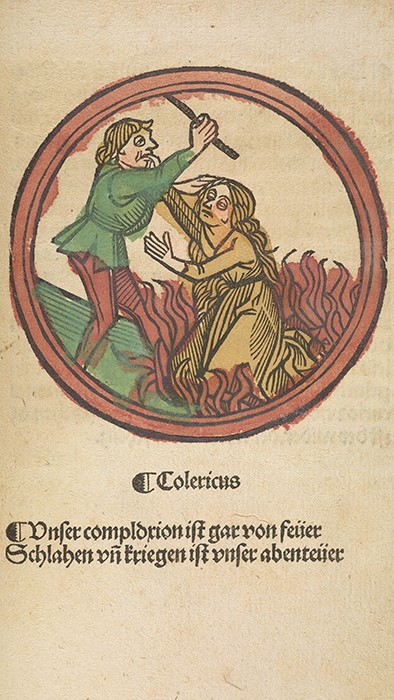 ¶ Colericus
¶ Vnser complexion ist gar von feüer
Schlahen vñ kriegen ist vnser abenteüer